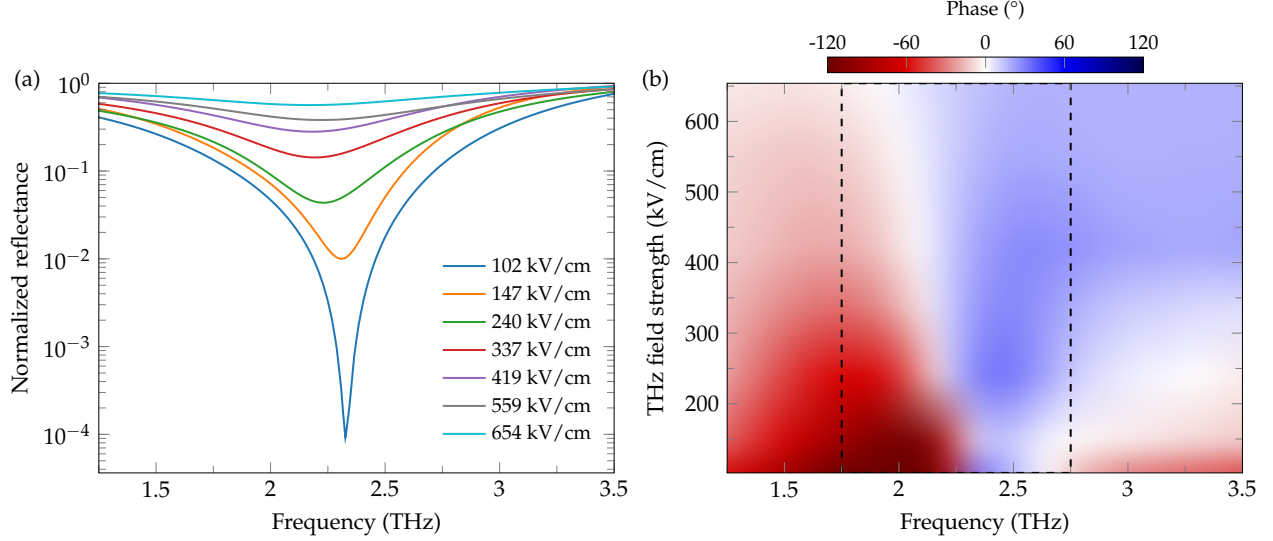 (a)
Normalized reflectance
10⁰
10⁻¹
10⁻²
10⁻³
10⁻⁴
102 kV/cm
147 kV/cm
240 kV/cm
337 kV/cm
419 kV/cm
559 kV/cm
654 kV/cm
1.5 2 2.5 3 3.5
Frequency (THz)
Phase (°)
-120 -60 0 60 120
(b)
THz field strength (kV/cm)
600
500
400
300
200
1.5 2 2.5 3 3.5
Frequency (THz)